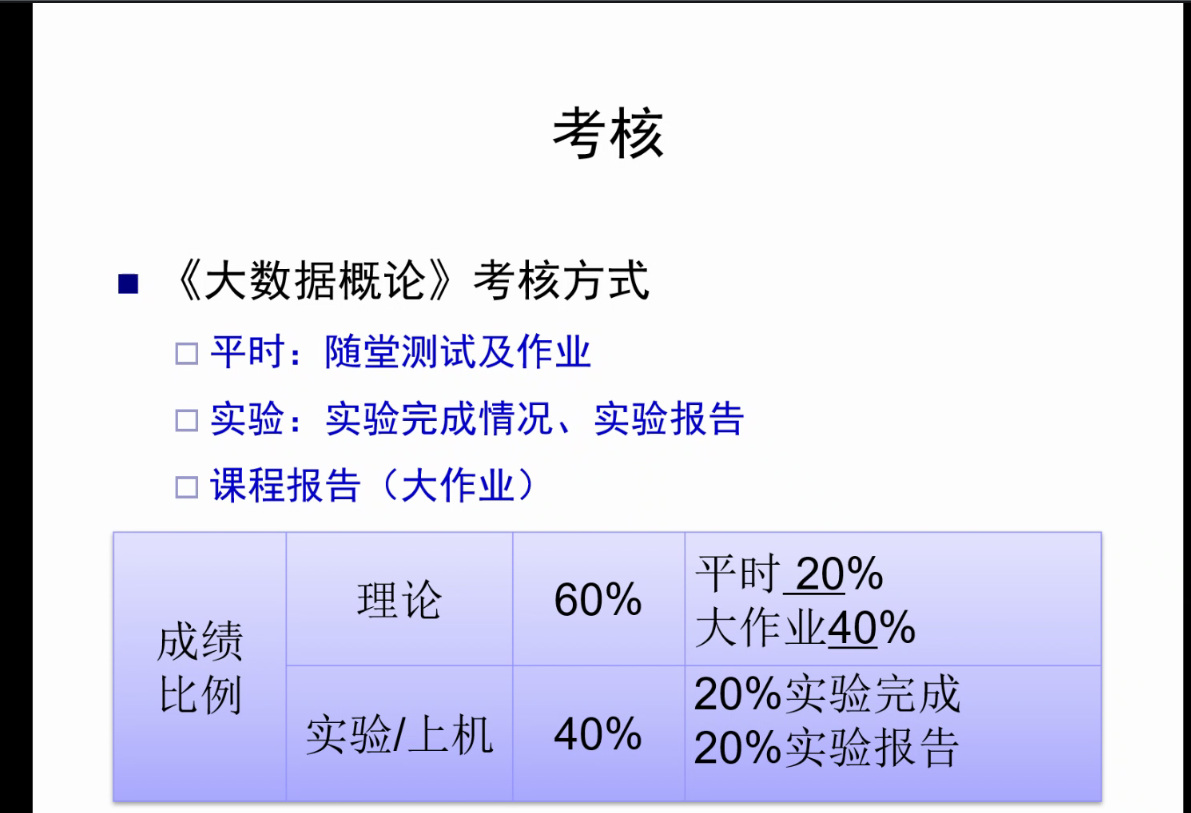 考核
《大数据概论》考核方式
平时：随堂测试及作业
实验：实验完成情况、实验报告
课程报告（大作业）
成绩
比例
理论
60%
平时 20%
大作业40%
实验/上机
40%
20%实验完成
20%实验报告